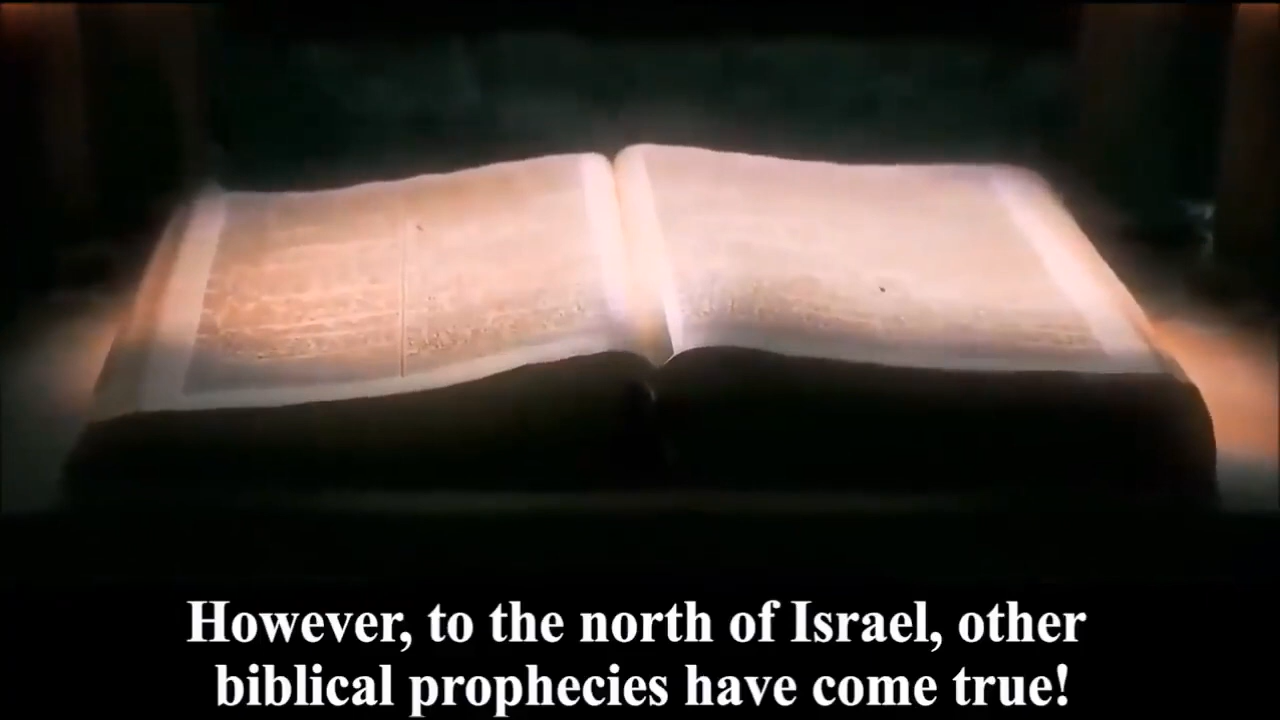 However, to the north of Israel, other
biblical prophecies have come true!